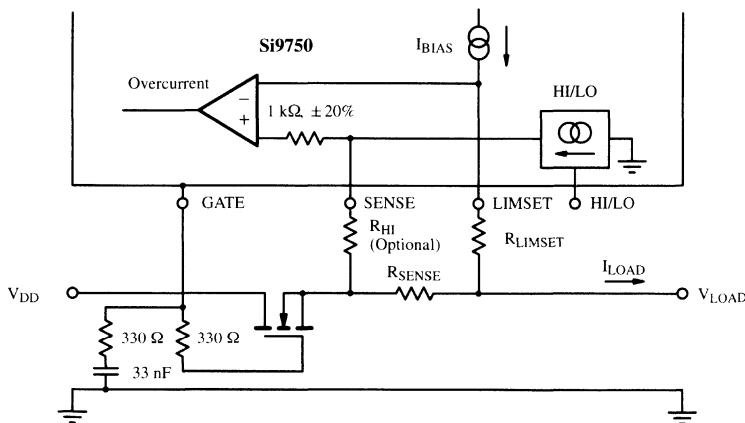 Si9750
I_BIAS
Overcurrent
−
+
1 kΩ, ±20%
HI/LO
GATE
SENSE
LIMSET
HI/LO
R_HI
(Optional)
R_LIMSET
R_SENSE
I_LOAD
V_DD
V_LOAD
330 Ω
330 Ω
33 nF